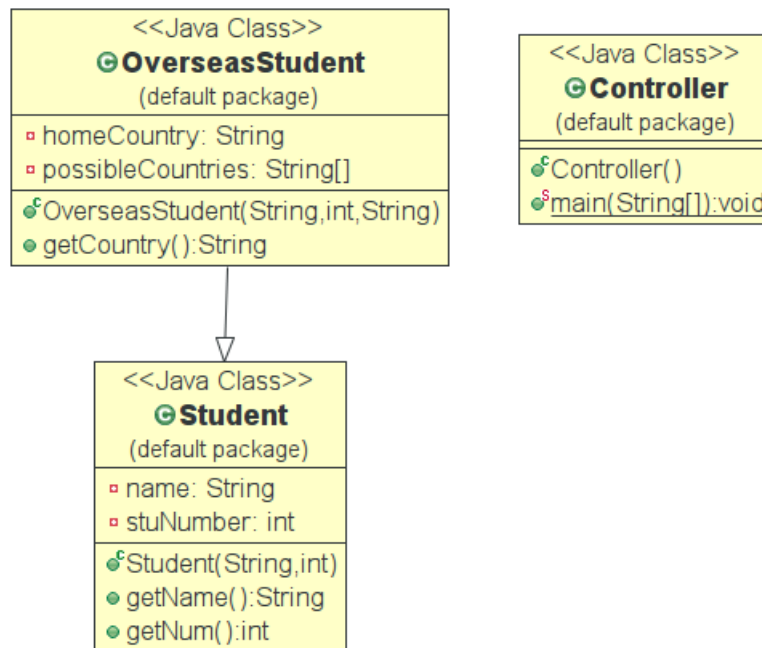 <<Java Class>>
OverseasStudent
(default package)
homeCountry: String
possibleCountries: String[]
OverseasStudent(String,int,String)
getCountry():String
<<Java Class>>
Controller
(default package)
Controller()
main(String[]):void
<<Java Class>>
Student
(default package)
name: String
stuNumber: int
Student(String,int)
getName():String
getNum():int